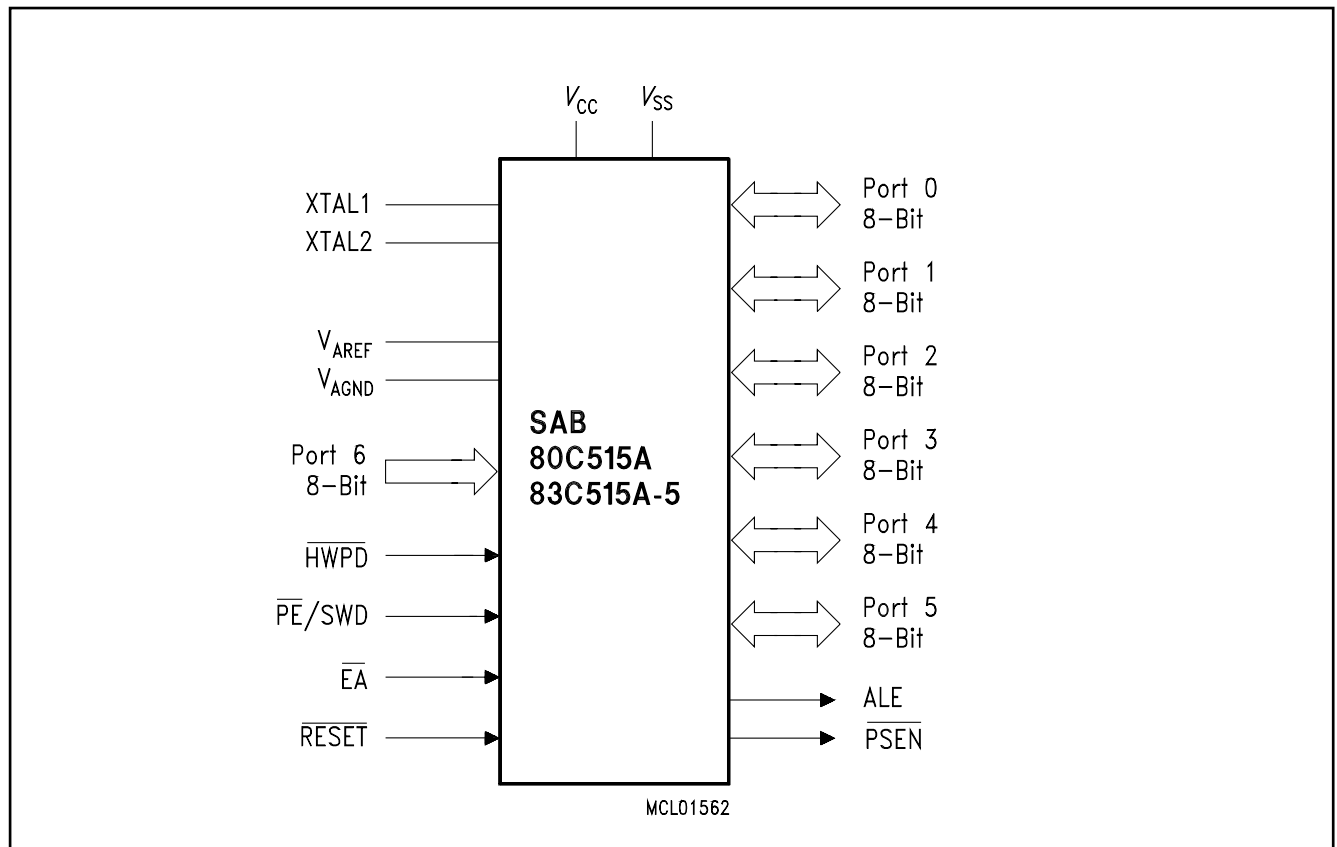 VCC VSS
XTAL1
XTAL2
VAREF
VAGND
Port 6
8-Bit
HWPD
PE/SWD
EA
RESET
SAB
80C515A
83C515A-5
Port 0
8-Bit
Port 1
8-Bit
Port 2
8-Bit
Port 3
8-Bit
Port 4
8-Bit
Port 5
8-Bit
ALE
PSEN
MCL01562